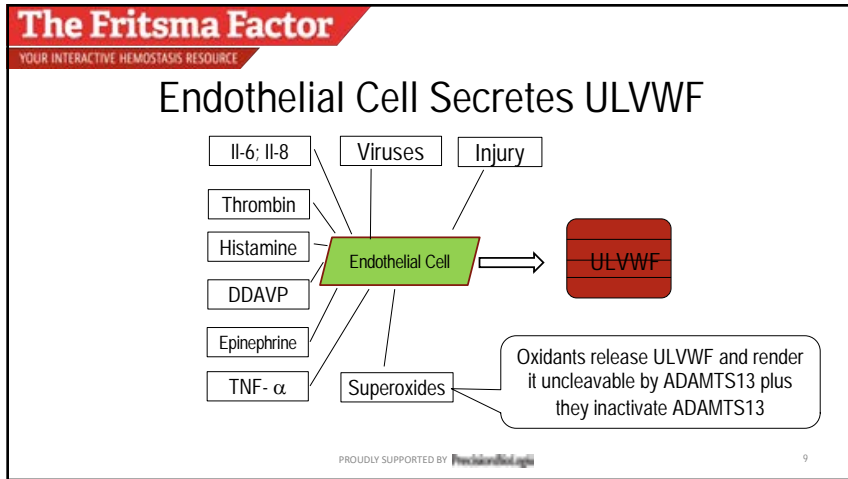 The Fritsma Factor
YOUR INTERACTIVE HEMOSTASIS RESOURCE
Endothelial Cell Secretes ULVWF
Il-6; Il-8
Viruses
Injury
Thrombin
Histamine
DDAVP
Epinephrine
TNF- α
Endothelial Cell
ULVWF
Superoxides
Oxidants release ULVWF and render
it uncleavable by ADAMTS13 plus
they inactivate ADAMTS13
PROUDLY SUPPORTED BY PrecisionBioLogic
9